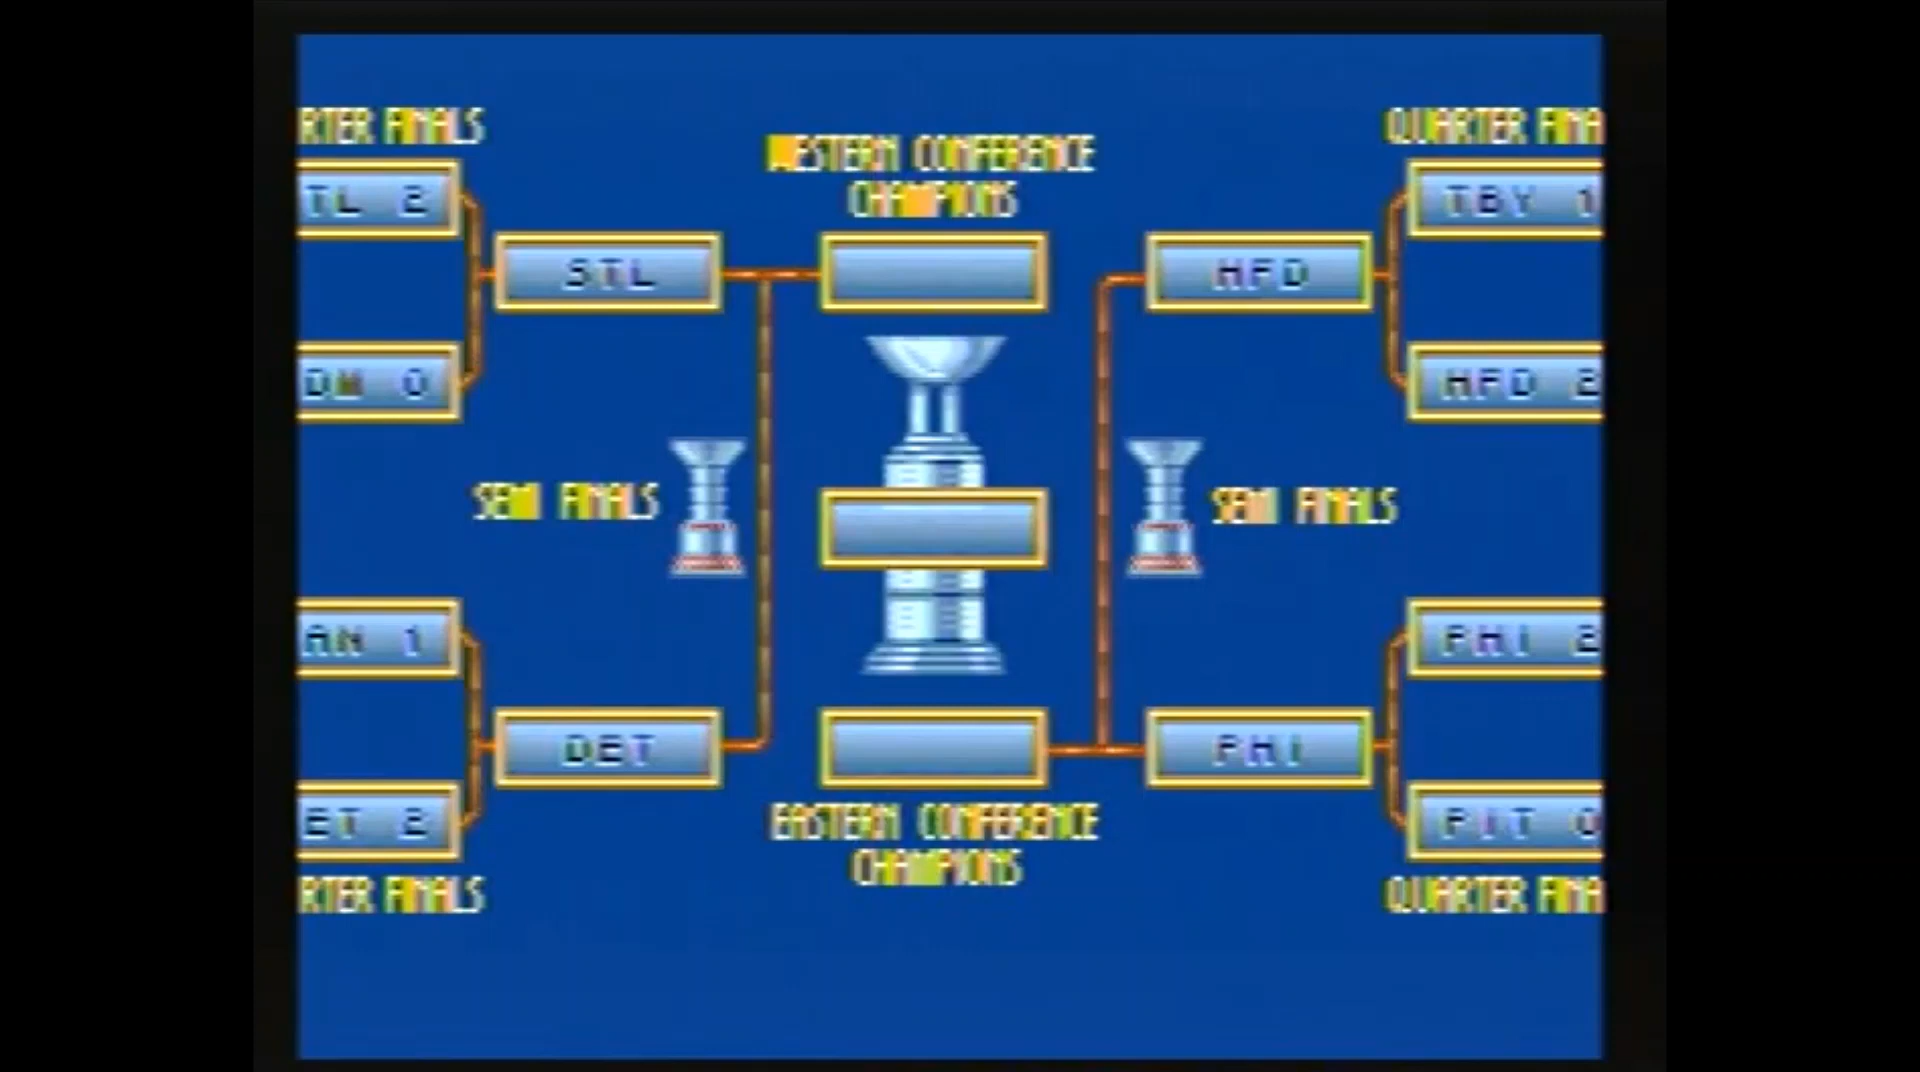 RTER FINALS
QUARTER FINA
WESTERN CONFERENCE
CHAMPIONS
TL 2
TBY 1
STL
HFD
DM 0
HFD 2
SEMI FINALS
SEMI FINALS
AN 1
PHI 2
DET
PHI
ET 2
PIT 0
EASTERN CONFERENCE
CHAMPIONS
RTER FINALS
QUARTER FINA